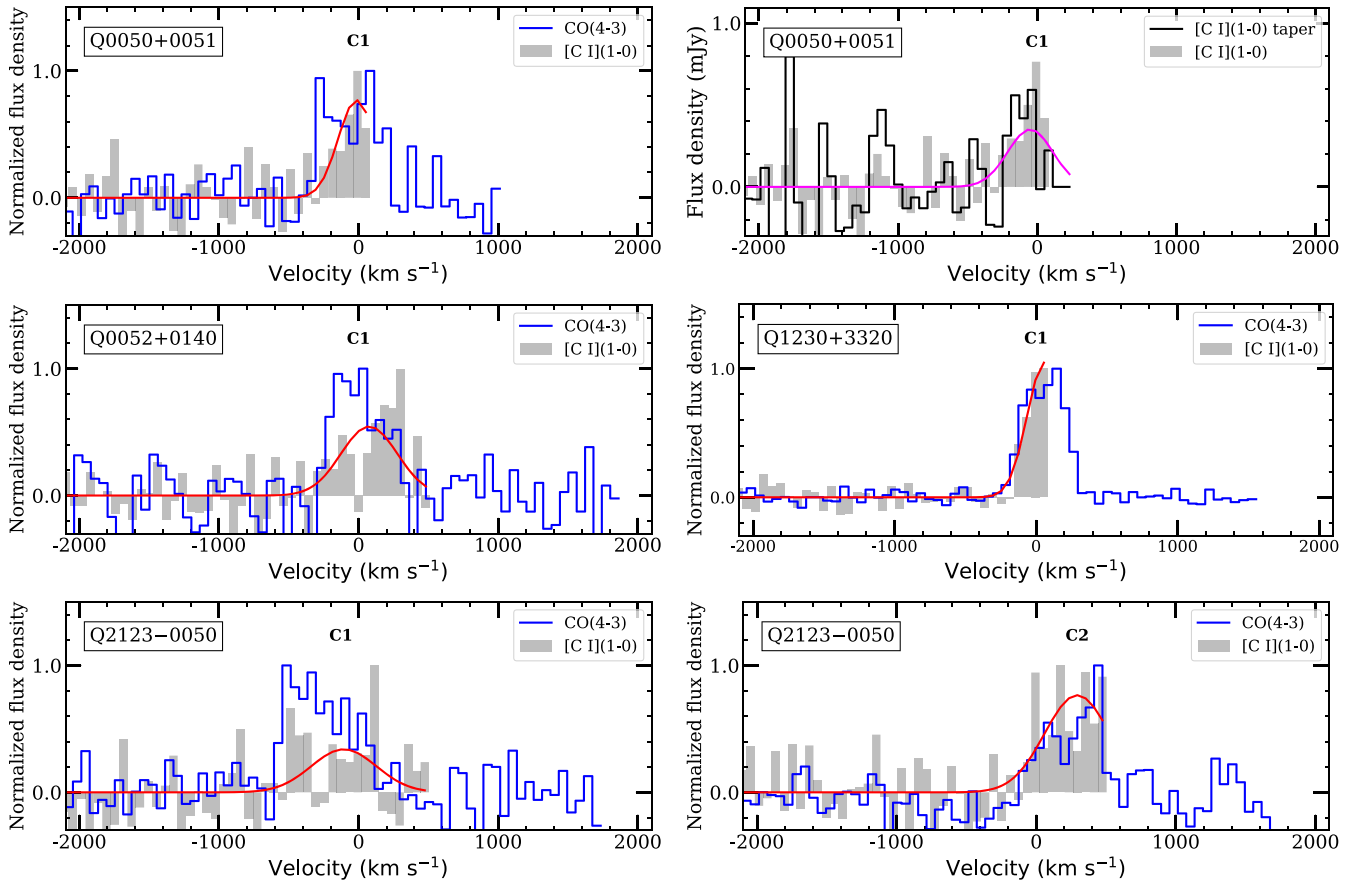 Q0050+0051
C1
CO(4-3)
[C I](1-0)
Normalized flux density
1.0
0.0
-2000 -1000 0 1000 2000
Velocity (km s⁻¹)
Q0050+0051
C1
[C I](1-0) taper
[C I](1-0)
Flux density (mJy)
1.0
0.0
-2000 -1000 0 1000 2000
Velocity (km s⁻¹)
Q0052+0140
C1
CO(4-3)
[C I](1-0)
Normalized flux density
1.0
0.0
-2000 -1000 0 1000 2000
Velocity (km s⁻¹)
Q1230+3320
C1
CO(4-3)
[C I](1-0)
Normalized flux density
1.0
0.0
-2000 -1000 0 1000 2000
Velocity (km s⁻¹)
Q2123−0050
C1
CO(4-3)
[C I](1-0)
Normalized flux density
1.0
0.0
-2000 -1000 0 1000 2000
Velocity (km s⁻¹)
Q2123−0050
C2
CO(4-3)
[C I](1-0)
Normalized flux density
1.0
0.0
-2000 -1000 0 1000 2000
Velocity (km s⁻¹)